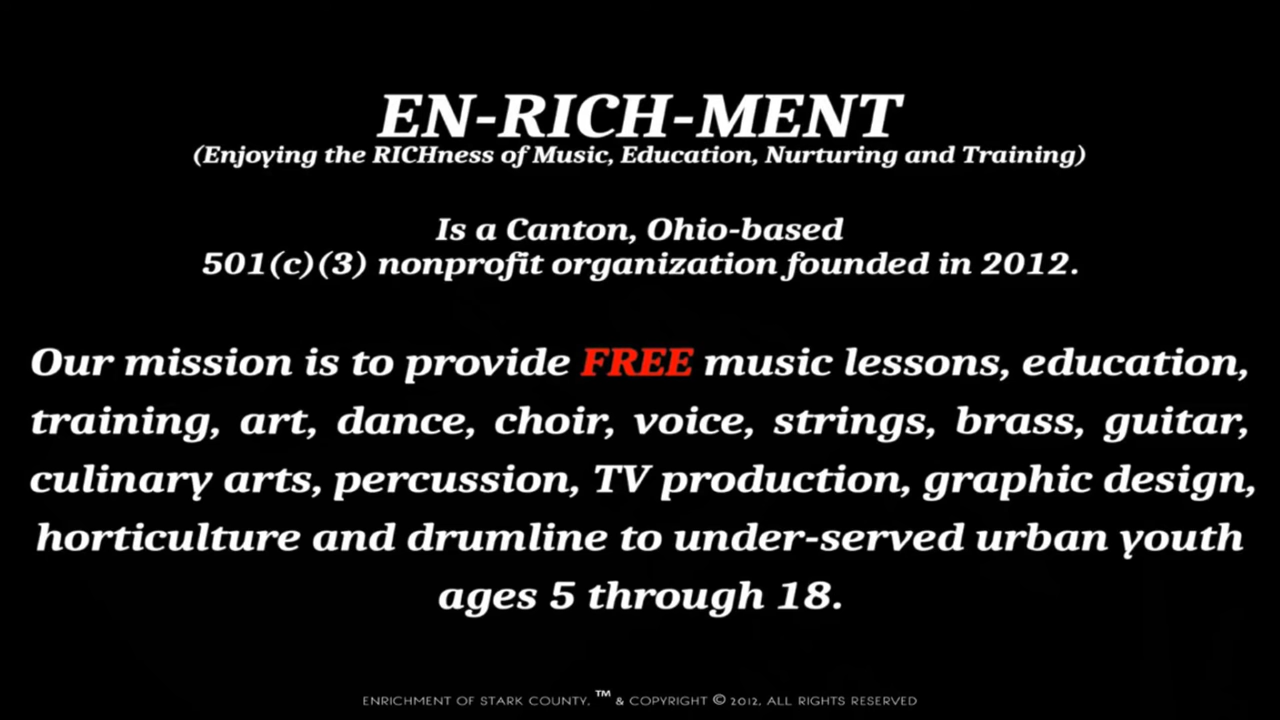 EN-RICH-MENT
(Enjoying the RICHness of Music, Education, Nurturing and Training)
Is a Canton, Ohio-based
501(c)(3) nonprofit organization founded in 2012.
Our mission is to provide FREE music lessons, education,
training, art, dance, choir, voice, strings, brass, guitar,
culinary arts, percussion, TV production, graphic design,
horticulture and drumline to under-served urban youth
ages 5 through 18.
ENRICHMENT OF STARK COUNTY, ™ & COPYRIGHT © 2012, ALL RIGHTS RESERVED